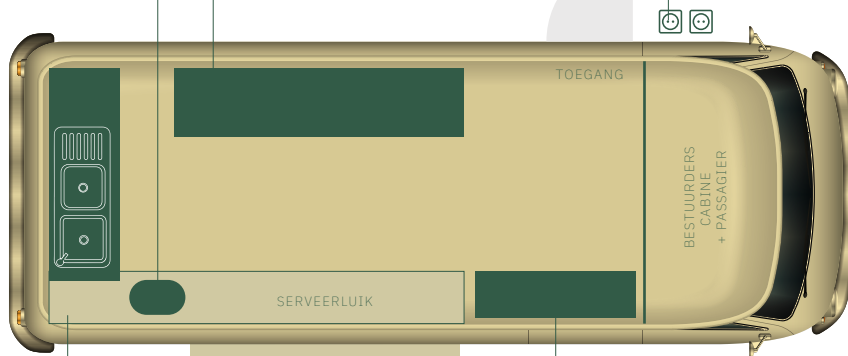 TOEGANG
BESTUURDERS
CABINE
+ PASSAGIER
SERVEERLUIK